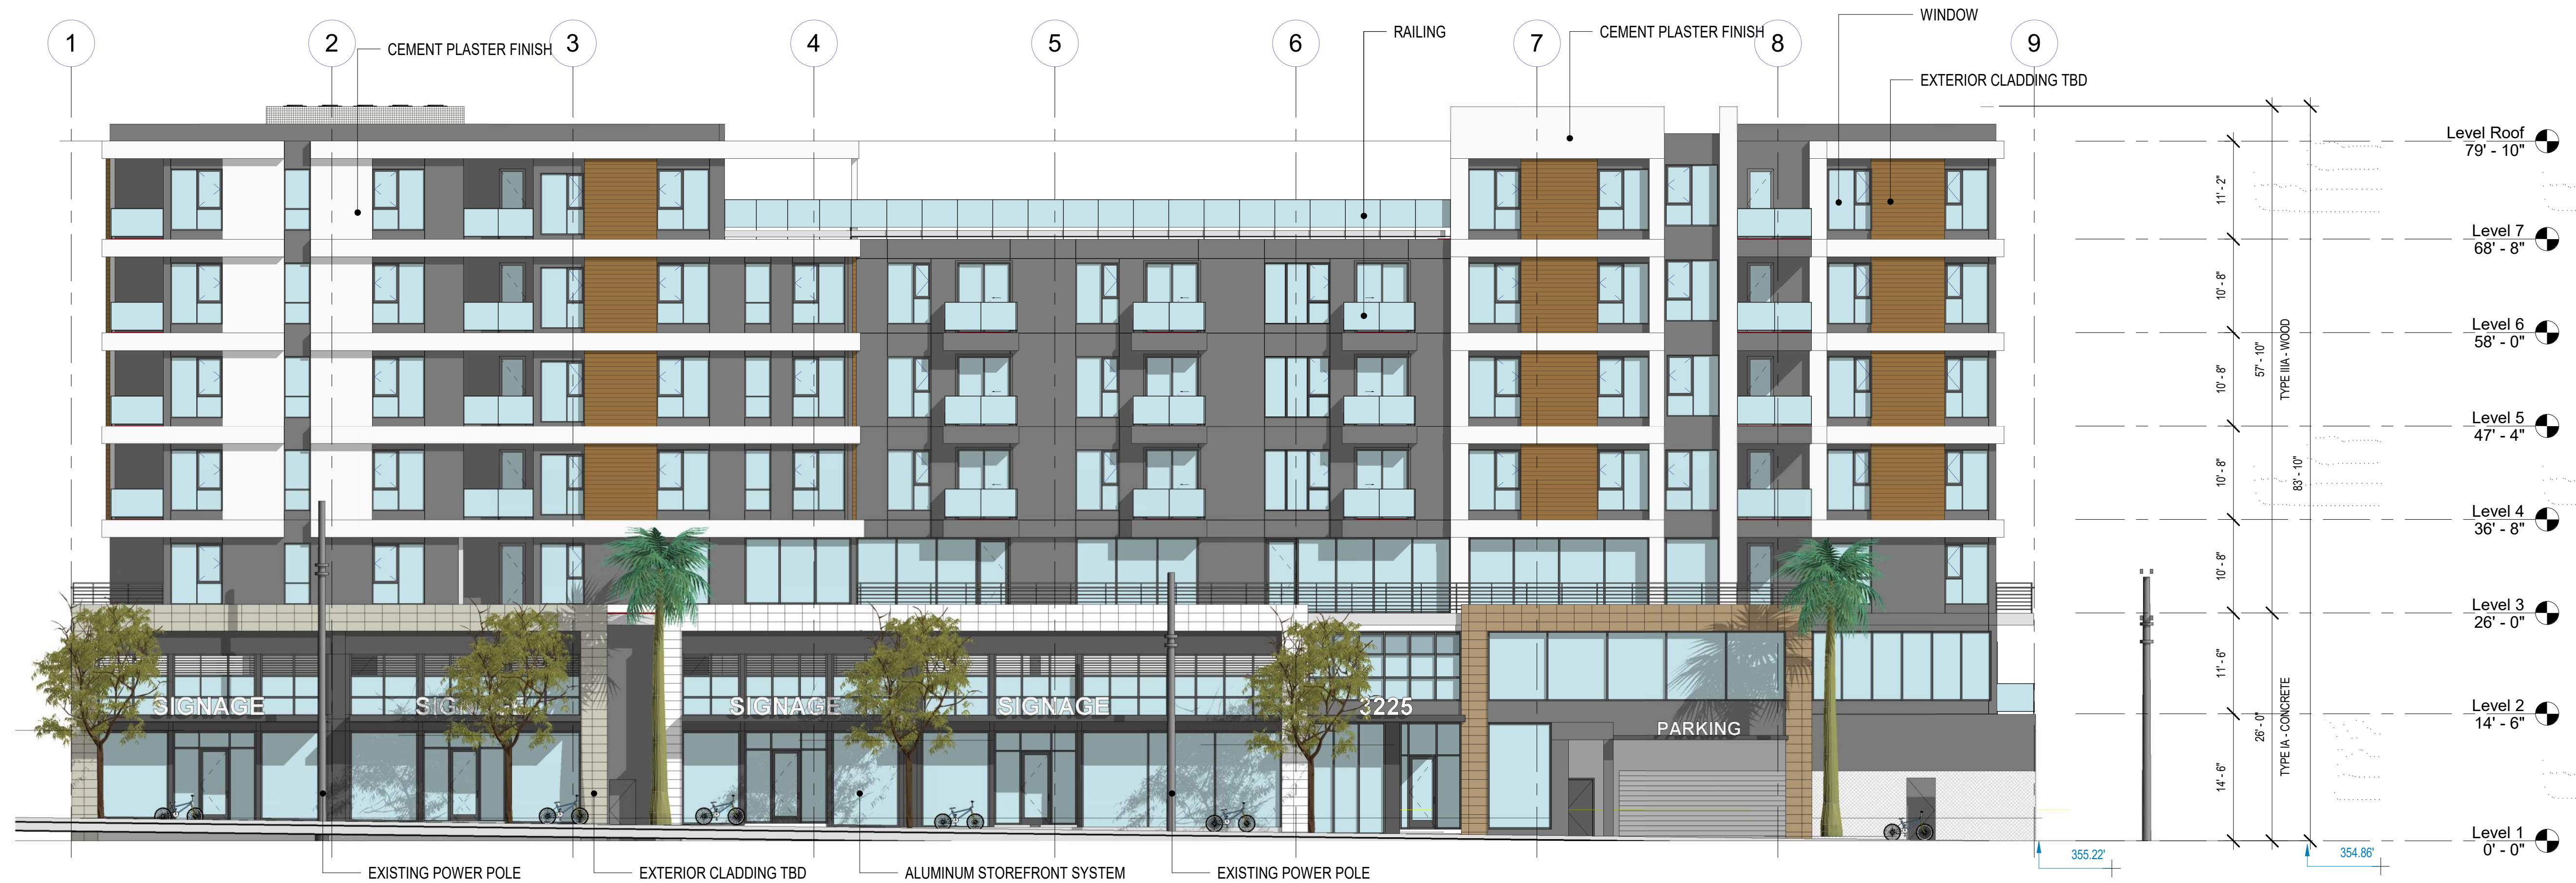 1
2
3
4
5
6
7
8
9
WINDOW
RAILING
CEMENT PLASTER FINISH
CEMENT PLASTER FINISH
EXTERIOR CLADDING TBD
Level Roof
79' - 10"
11' - 2"
Level 7
68' - 8"
10' - 8"
Level 6
58' - 0"
57' - 10"
TYPE IIIA - WOOD
10' - 8"
Level 5
47' - 4"
10' - 8"
83' - 10"
Level 4
36' - 8"
10' - 8"
Level 3
26' - 0"
11' - 6"
SIGNAGE
SIGNAGE
SIGNAGE
SIGNAGE
3225
PARKING
Level 2
14' - 6"
26' - 0"
TYPE IA - CONCRETE
14' - 6"
Level 1
0' - 0"
355.22'
354.86'
EXISTING POWER POLE
EXTERIOR CLADDING TBD
ALUMINUM STOREFRONT SYSTEM
EXISTING POWER POLE